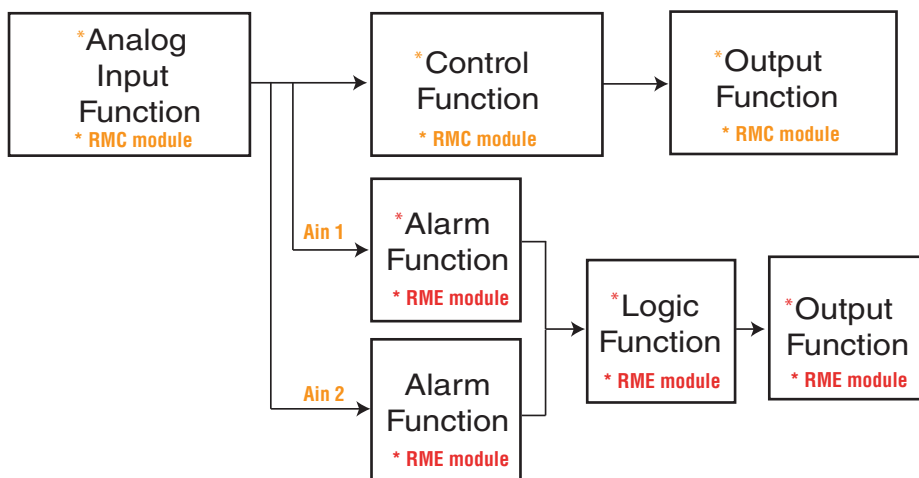 *Analog
Input
Function
* RMC module
*Control
Function
* RMC module
*Output
Function
* RMC module
Ain 1
*Alarm
Function
* RME module
Ain 2
Alarm
Function
* RME module
*Logic
Function
* RME module
*Output
Function
* RME module